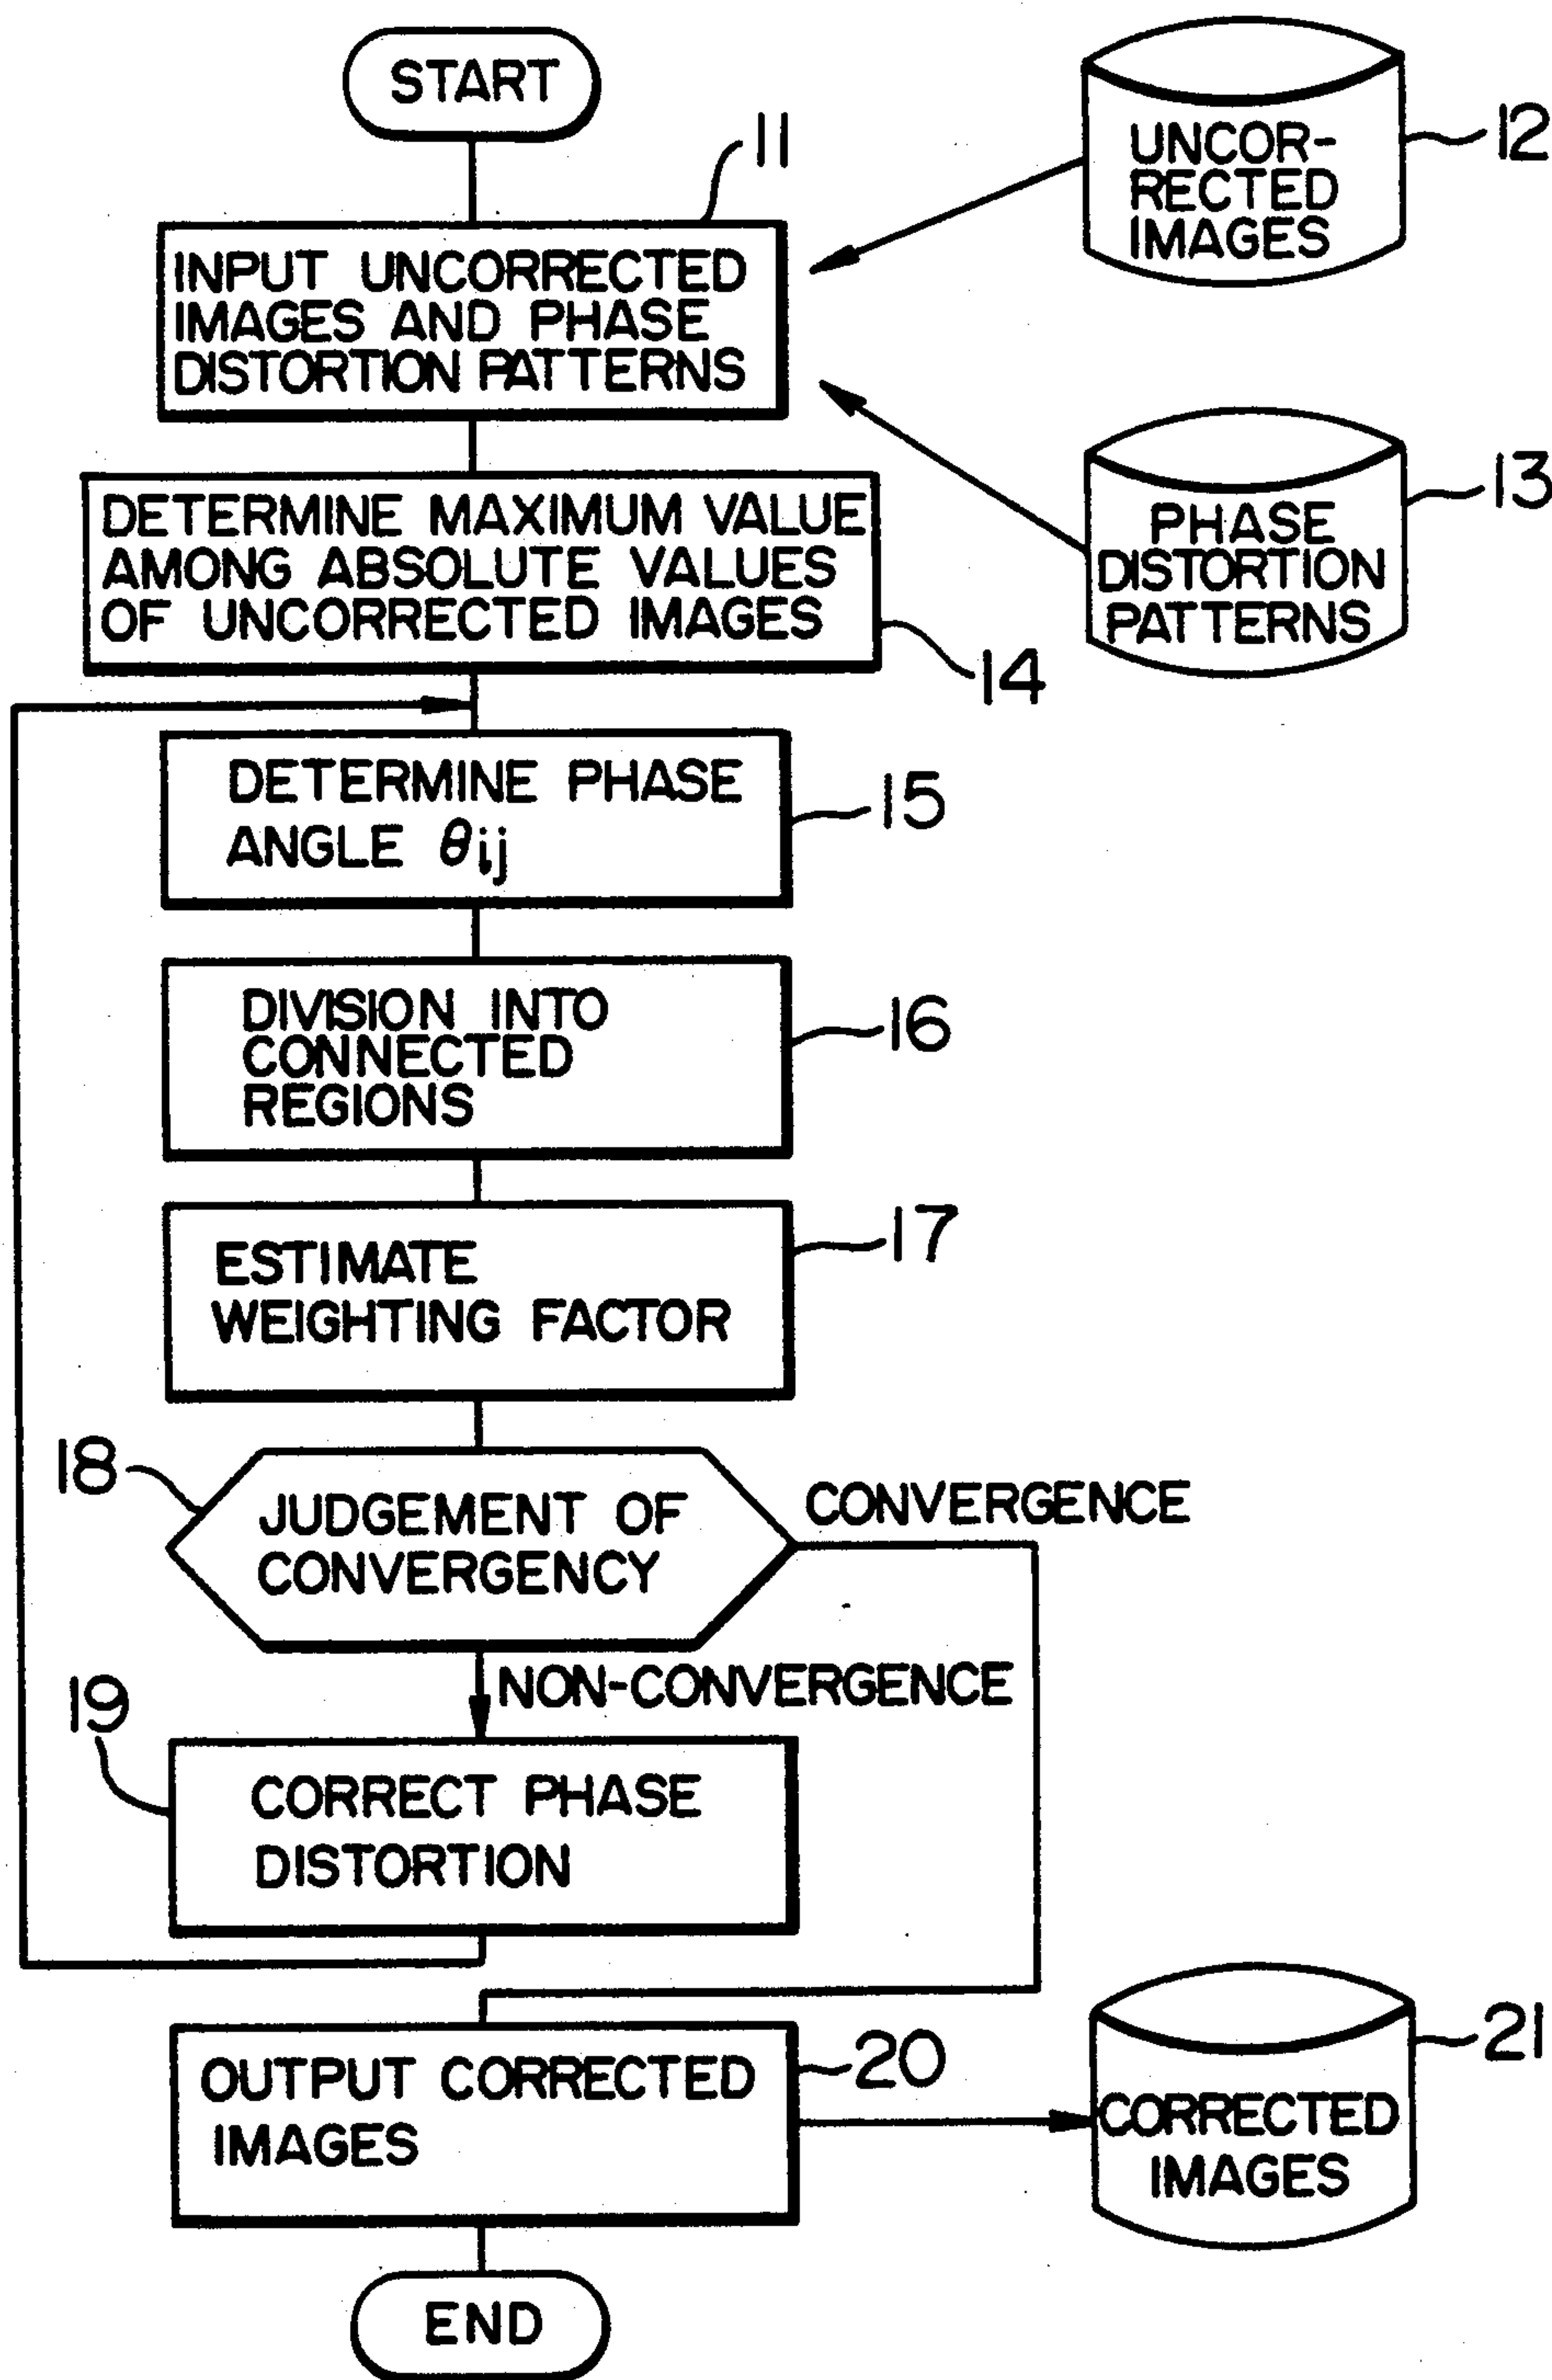 START
11
INPUT UNCORRECTED
IMAGES AND PHASE
DISTORTION PATTERNS
UNCOR-
RECTED
IMAGES
12
DETERMINE MAXIMUM VALUE
AMONG ABSOLUTE VALUES
OF UNCORRECTED IMAGES
14
PHASE
DISTORTION
PATTERNS
13
DETERMINE PHASE
ANGLE θij
15
DIVISION INTO
CONNECTED
REGIONS
16
ESTIMATE
WEIGHTING FACTOR
17
18
JUDGEMENT OF
CONVERGENCY
CONVERGENCE
NON-CONVERGENCE
19
CORRECT PHASE
DISTORTION
OUTPUT CORRECTED
IMAGES
20
CORRECTED
IMAGES
21
END